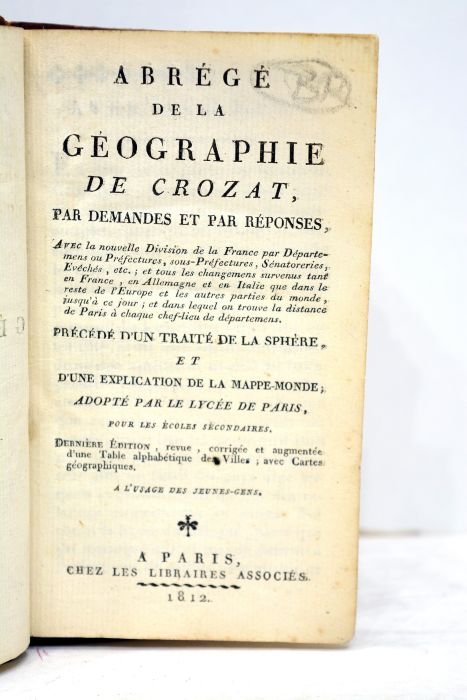 ABRÉGÉ
DE LA
GÉOGRAPHIE
DE CROZAT,
PAR DEMANDES ET PAR RÉPONSES,
AVEC la nouvelle Division de la France par Départe-
mens ou Préfectures, sous-Préfectures, Sénatoreries,
Evéchés, etc.; et tous les changemens survenus tant
en France, en Allemagne et en Italie que dans le
reste de l'Europe et les autres parties du monde,
jusqu'à ce jour; et dans lequel on trouve la distance
de Paris à chaque chef-lieu de départemens.
PRÉCÉDÉ D'UN TRAITÉ DE LA SPHÈRE,
ET
D'UNE EXPLICATION DE LA MAPPE-MONDE;
ADOPTÉ PAR LE LYCÉE DE PARIS,
POUR LES ÉCOLES SECONDAIRES.
DERNIÈRE ÉDITION, revue, corrigée et augmentée
d'une Table alphabétique des Villes; avec Cartes
géographiques.
A L'USAGE DES JEUNES-GENS.
A PARIS,
CHEZ LES LIBRAIRES ASSOCIÉS.
1812.